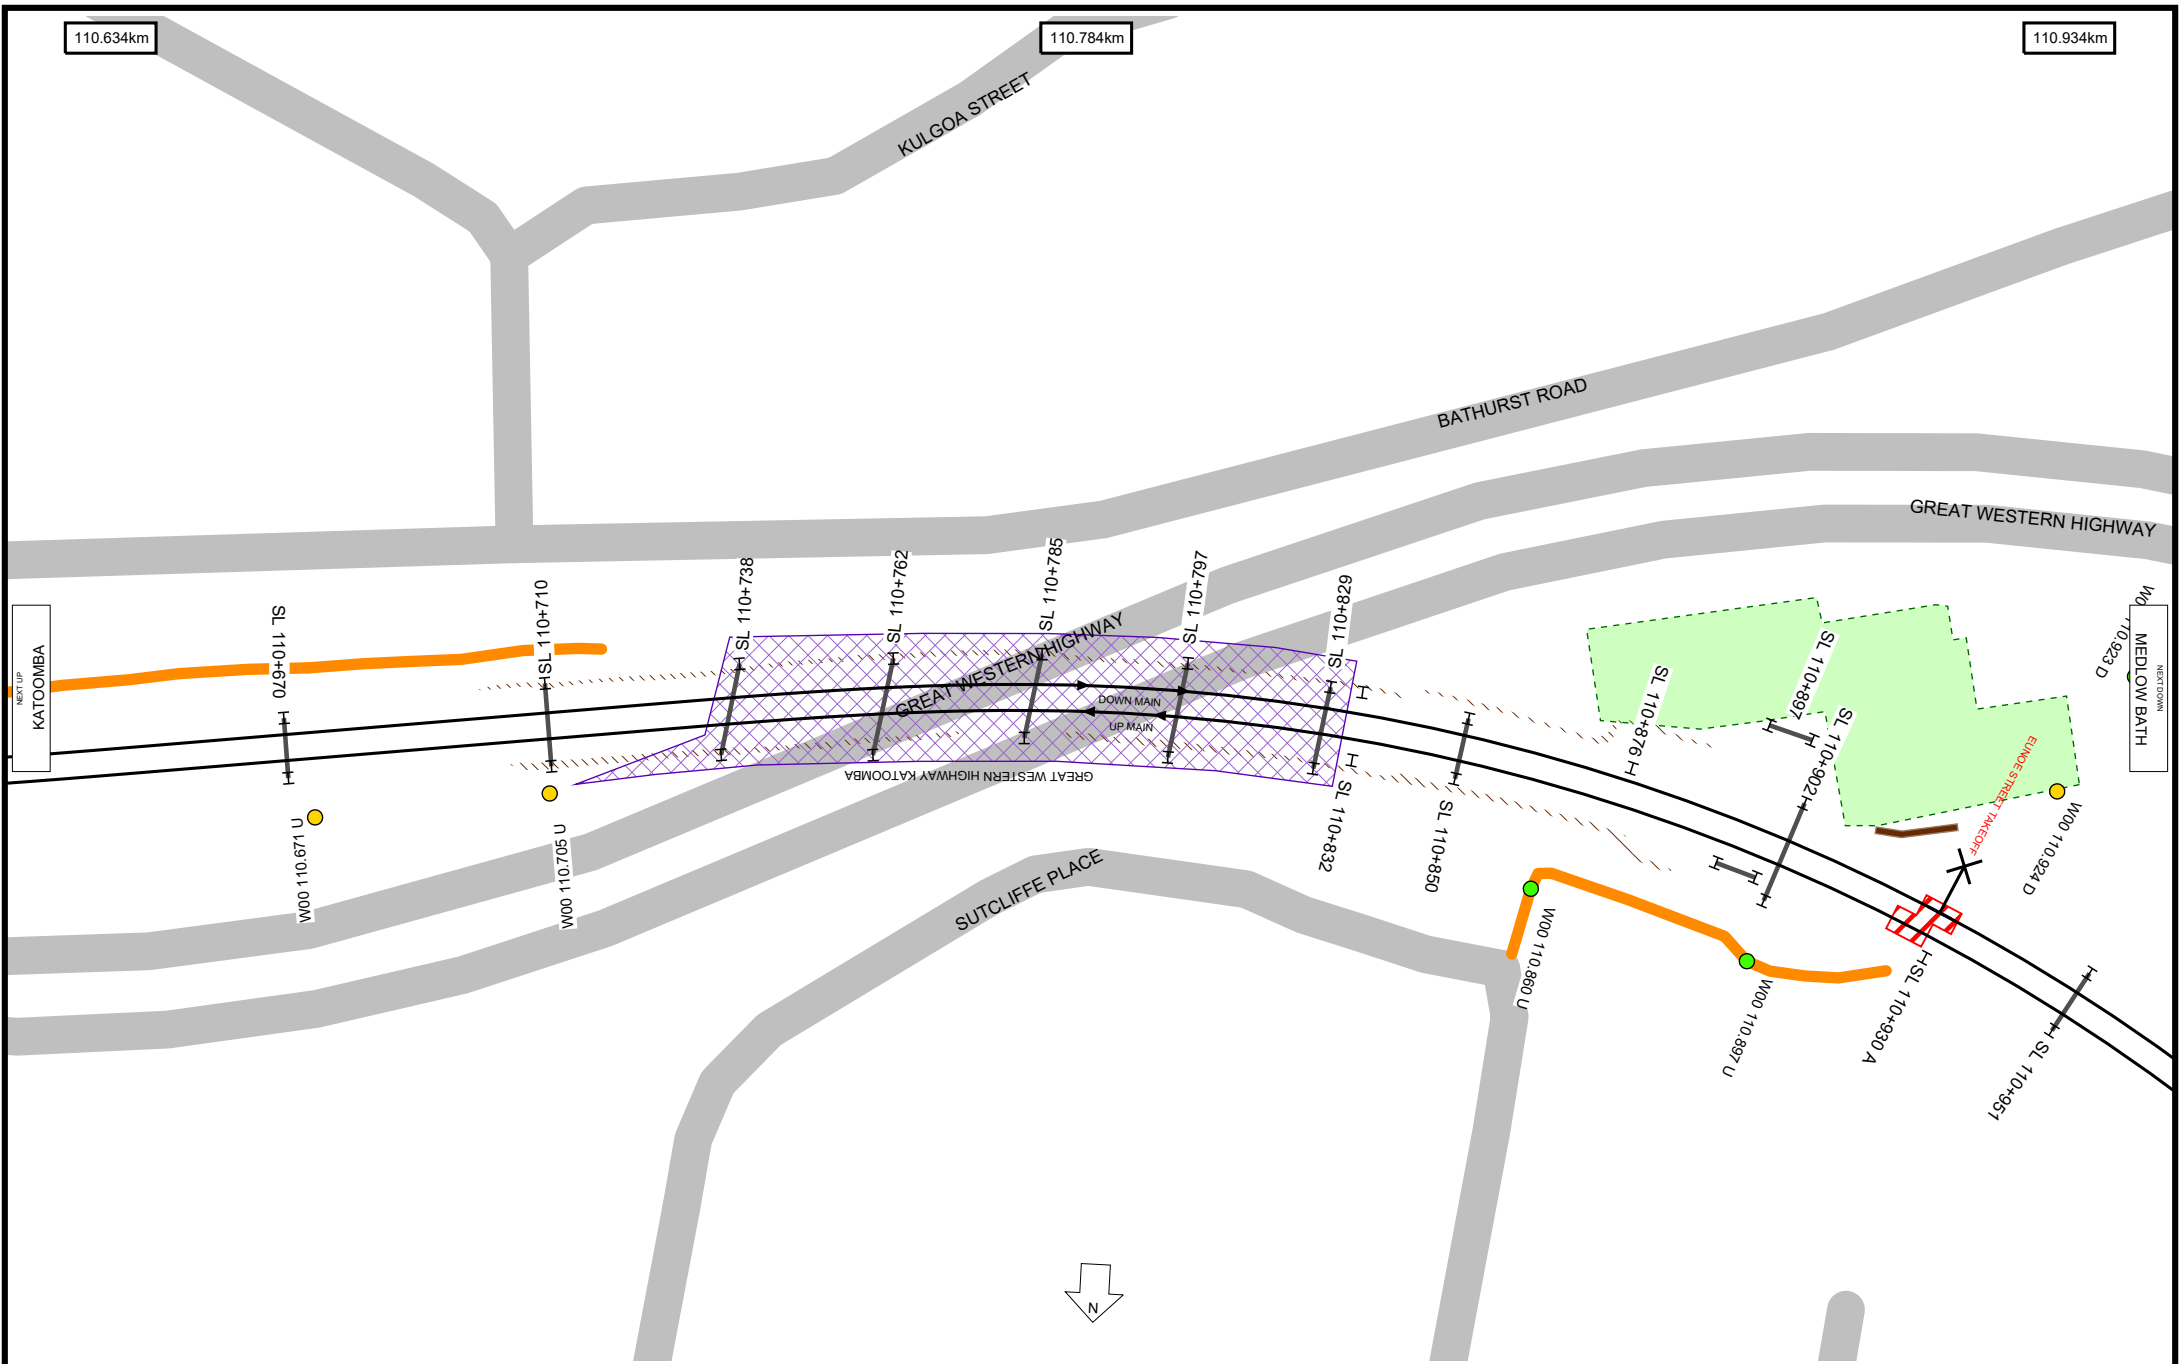 110.634km
110.784km
110.934km
KULGOA STREET
BATHURST ROAD
GREAT WESTERN HIGHWAY
SL 110+738
SL 110+762
SL 110+785
SL 110+797
SL 110+829
SL 110+710
SL 110+670
NEXT UP
KATOOMBA
GREAT WESTERN HIGHWAY
DOWN MAIN
UP MAIN
GREAT WESTERN HIGHWAY KATOOMBA
SL 110+832
SL 110+850
SL 110+876
SL 110+897
SL 110+902
W00 110.923 D
NEXT DOWN
MEDLOW BATH
EUNOE STREET TAKEOFF
W00 110.924 D
W00 110.671 U
W00 110.705 U
SUTCLIFFE PLACE
W00 110.860 U
W00 110.897 U
SL 110+930 A
SL 110+951
N